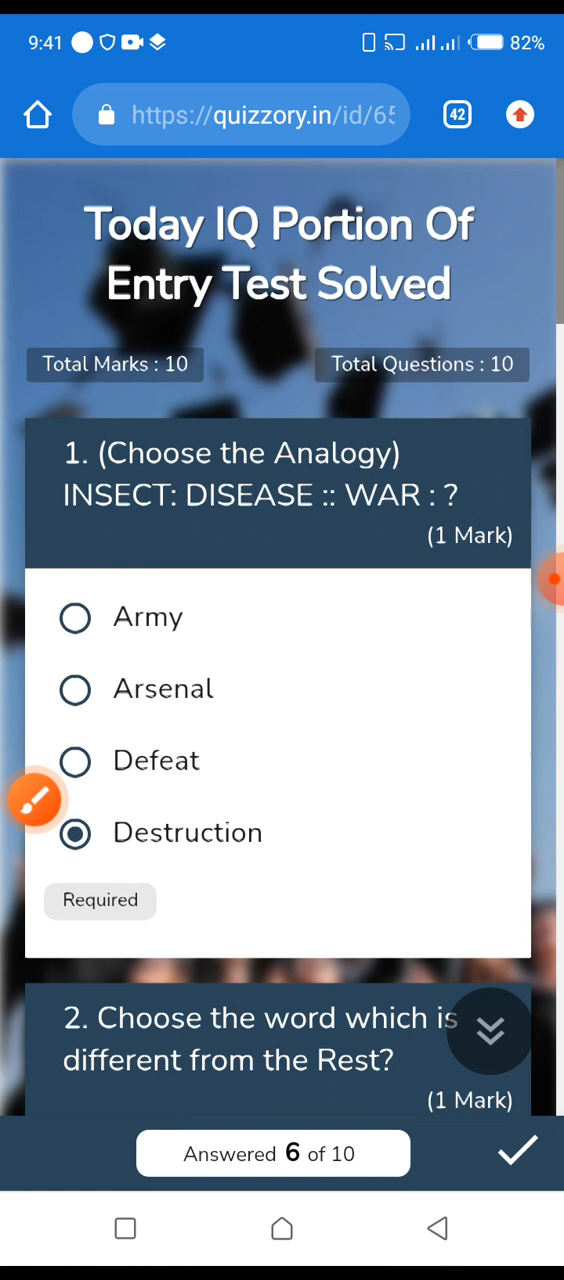 9:41
82%
https://quizzory.in/id/65
42
Today IQ Portion Of
Entry Test Solved
Total Marks : 10
Total Questions : 10
1. (Choose the Analogy)
INSECT: DISEASE :: WAR : ?
(1 Mark)
Army
Arsenal
Defeat
Destruction
Required
2. Choose the word which is
different from the Rest?
(1 Mark)
Answered 6 of 10